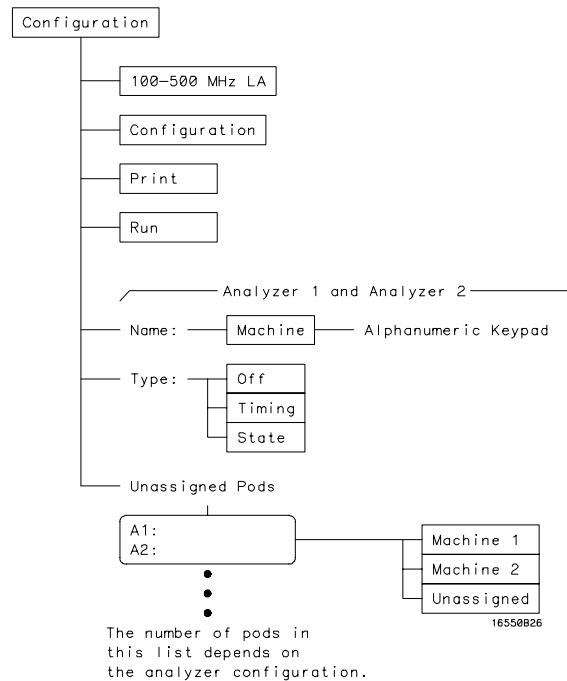 Configuration
100–500 MHz LA
Configuration
Print
Run
Analyzer 1 and Analyzer 2
Name: Machine Alphanumeric Keypad
Type: Off
Timing
State
Unassigned Pods
A1:
A2:
Machine 1
Machine 2
Unassigned
16550B26
The number of pods in
this list depends on
the analyzer configuration.